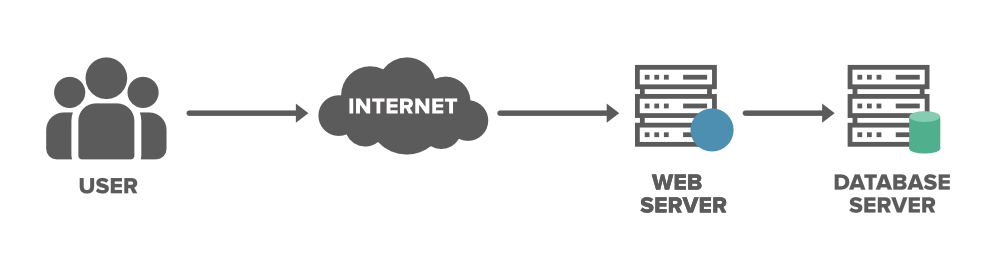 INTERNET
USER
WEB
SERVER
DATABASE
SERVER